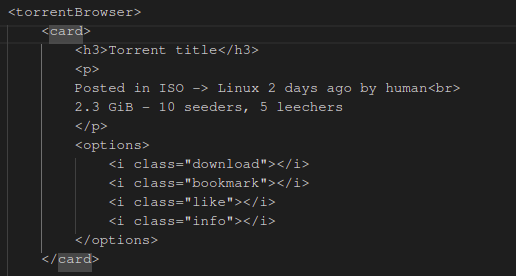 <torrentBrowser>
<card>
<h3>Torrent title</h3>
<p>
Posted in ISO -> Linux 2 days ago by human<br>
2.3 GiB - 10 seeders, 5 leechers
</p>
<options>
<i class="download"></i>
<i class="bookmark"></i>
<i class="like"></i>
<i class="info"></i>
</options>
</card>